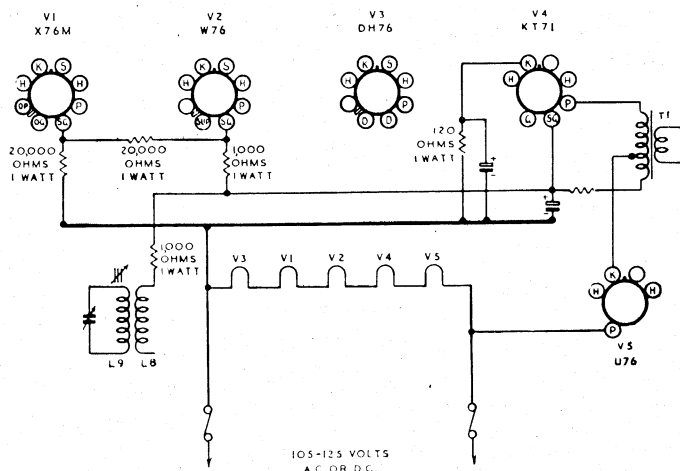 V1
X76M
V2
W76
V3
DH76
V4
KT71
K S
H H
OP P
OG SG
K S
H H
P
SUP SG
K S
H H
P
D D
K
H H
P
G SG
T1
20,000
OHMS
1 WATT
20,000
OHMS
1 WATT
1,000
OHMS
1 WATT
120
OHMS
1 WATT
+
-
+
-
1,000
OHMS
1 WATT
V3 V1 V2 V4 V5
K
H H
P
V5
U76
L9 L8
105-125 VOLTS
A.C. OR D.C.